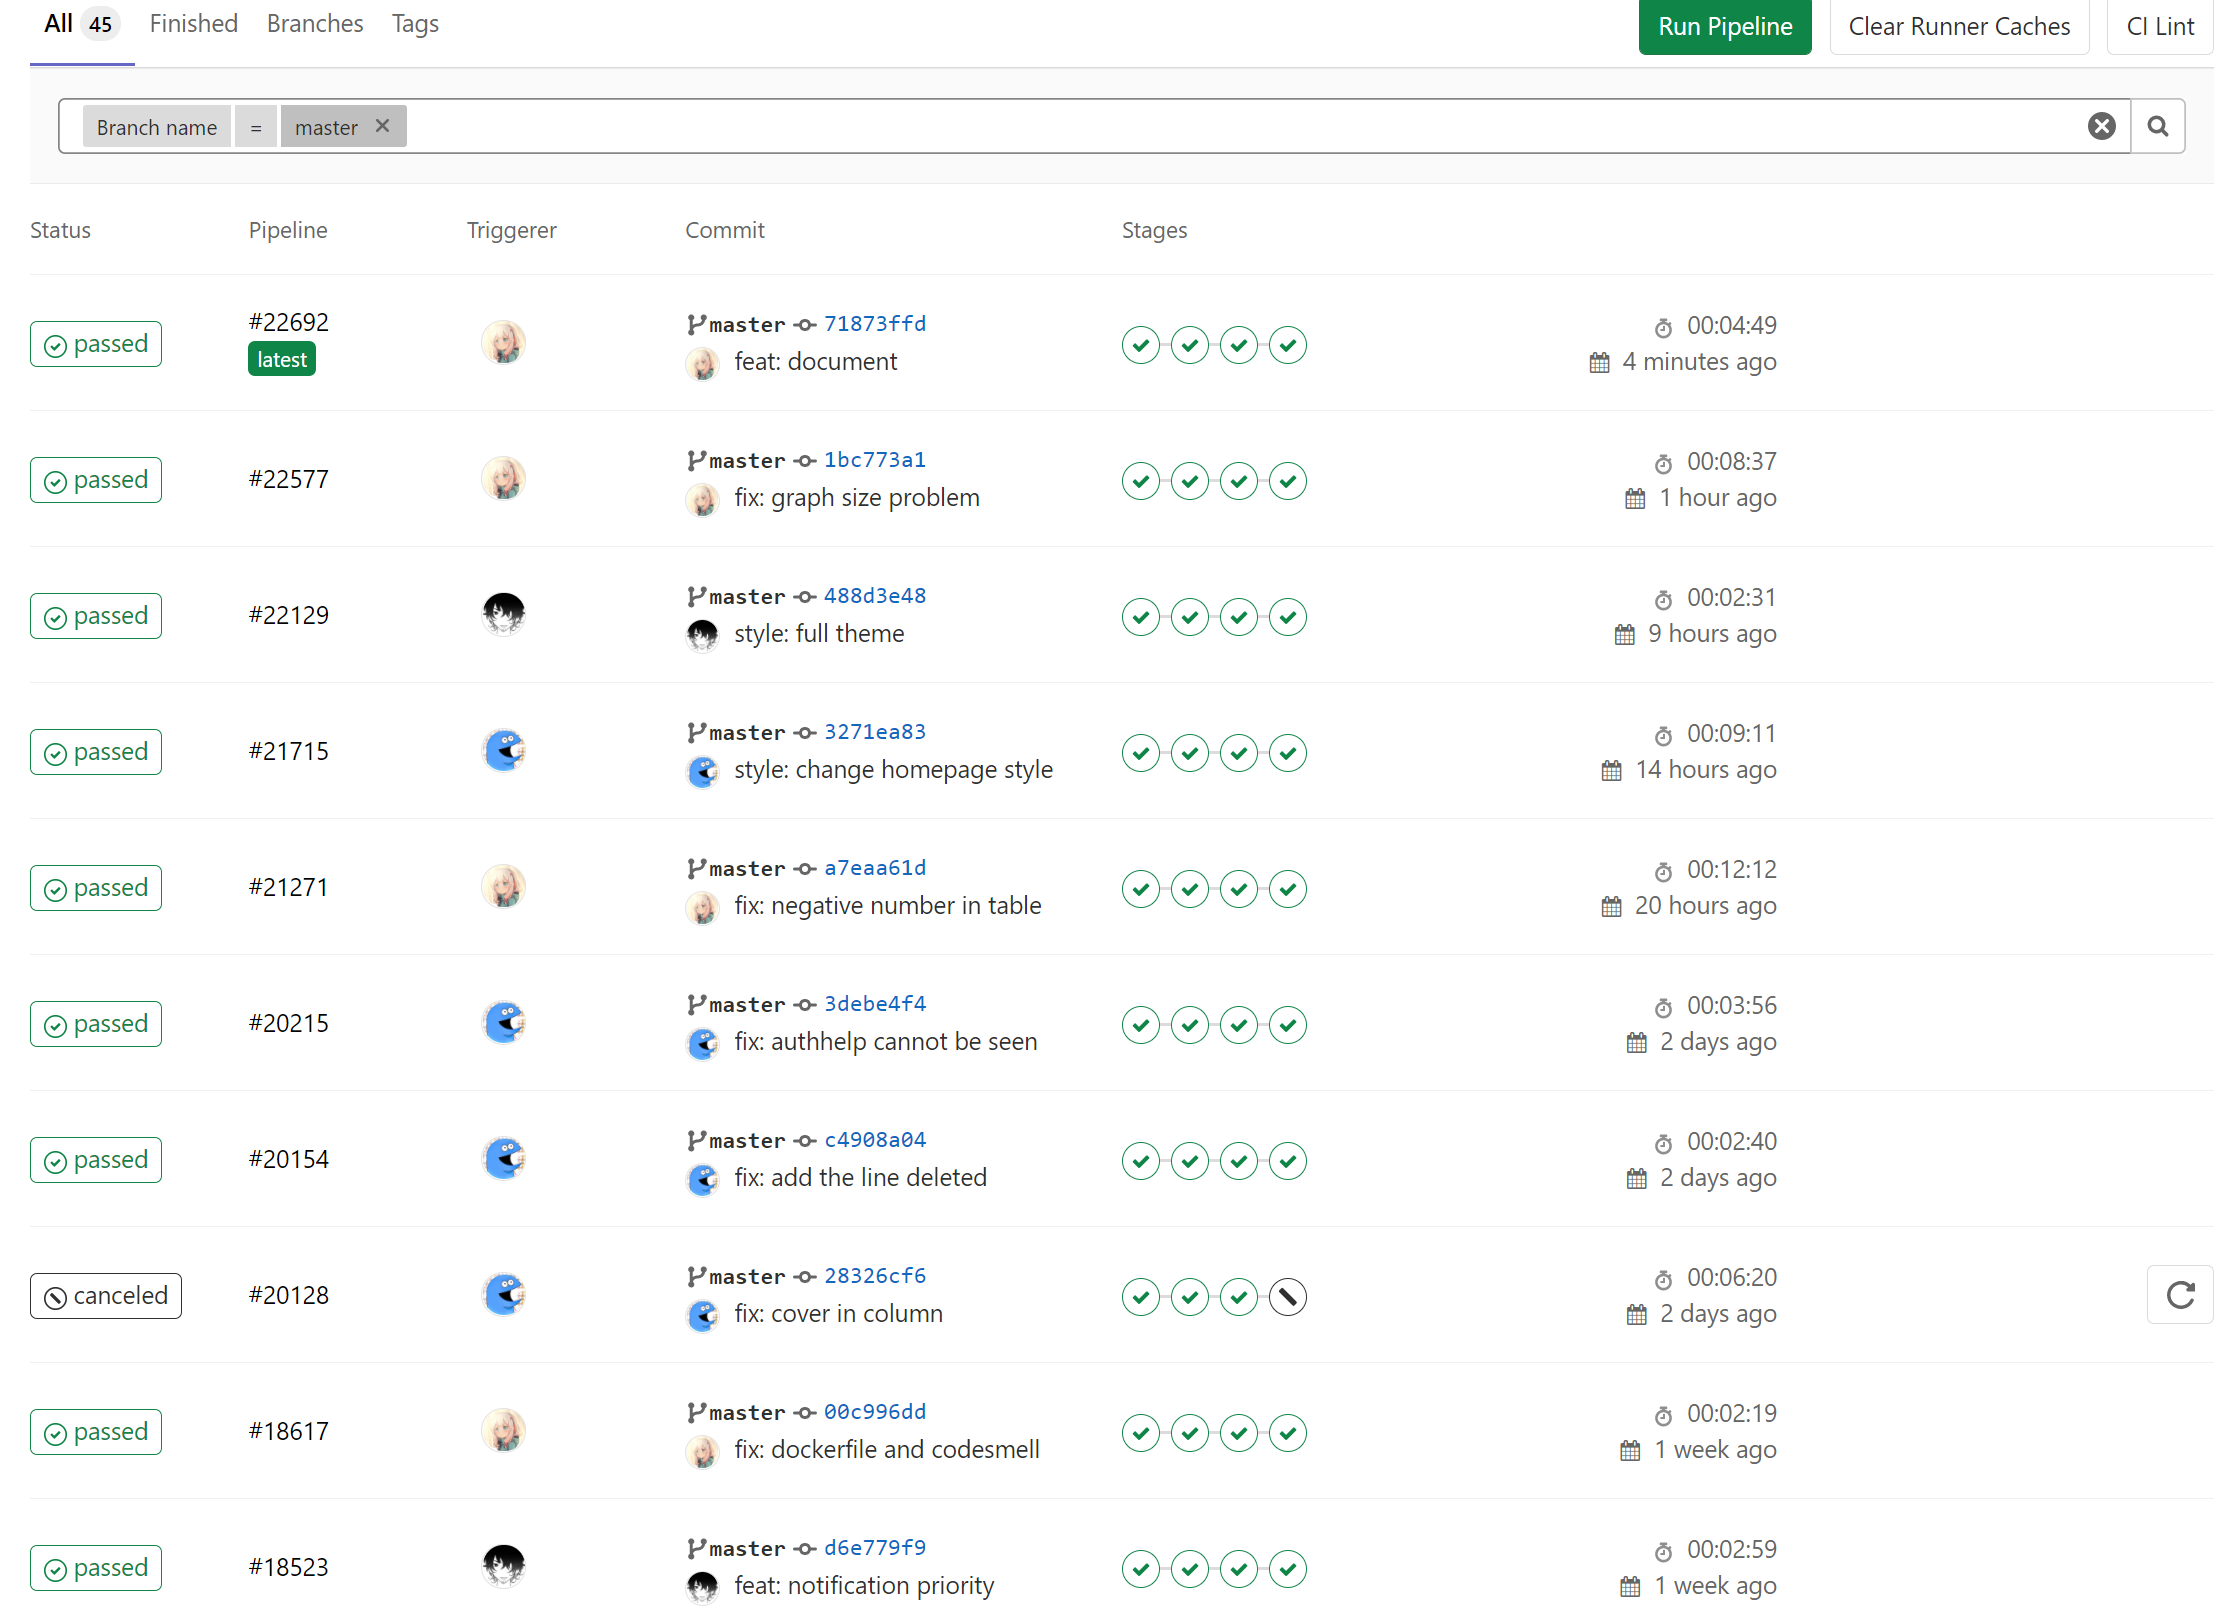 All 45 Finished Branches Tags Run Pipeline Clear Runner Caches CI Lint
Branch name = master
Status Pipeline Triggerer Commit Stages
passed #22692 latest master 71873ffd 00:04:49
feat: document 4 minutes ago
passed #22577 master 1bc773a1 00:08:37
fix: graph size problem 1 hour ago
passed #22129 master 488d3e48 00:02:31
style: full theme 9 hours ago
passed #21715 master 3271ea83 00:09:11
style: change homepage style 14 hours ago
passed #21271 master a7eaa61d 00:12:12
fix: negative number in table 20 hours ago
passed #20215 master 3debe4f4 00:03:56
fix: authhelp cannot be seen 2 days ago
passed #20154 master c4908a04 00:02:40
fix: add the line deleted 2 days ago
canceled #20128 master 28326cf6 00:06:20
fix: cover in column 2 days ago
passed #18617 master 00c996dd 00:02:19
fix: dockerfile and codesmell 1 week ago
passed #18523 master d6e779f9 00:02:59
feat: notification priority 1 week ago